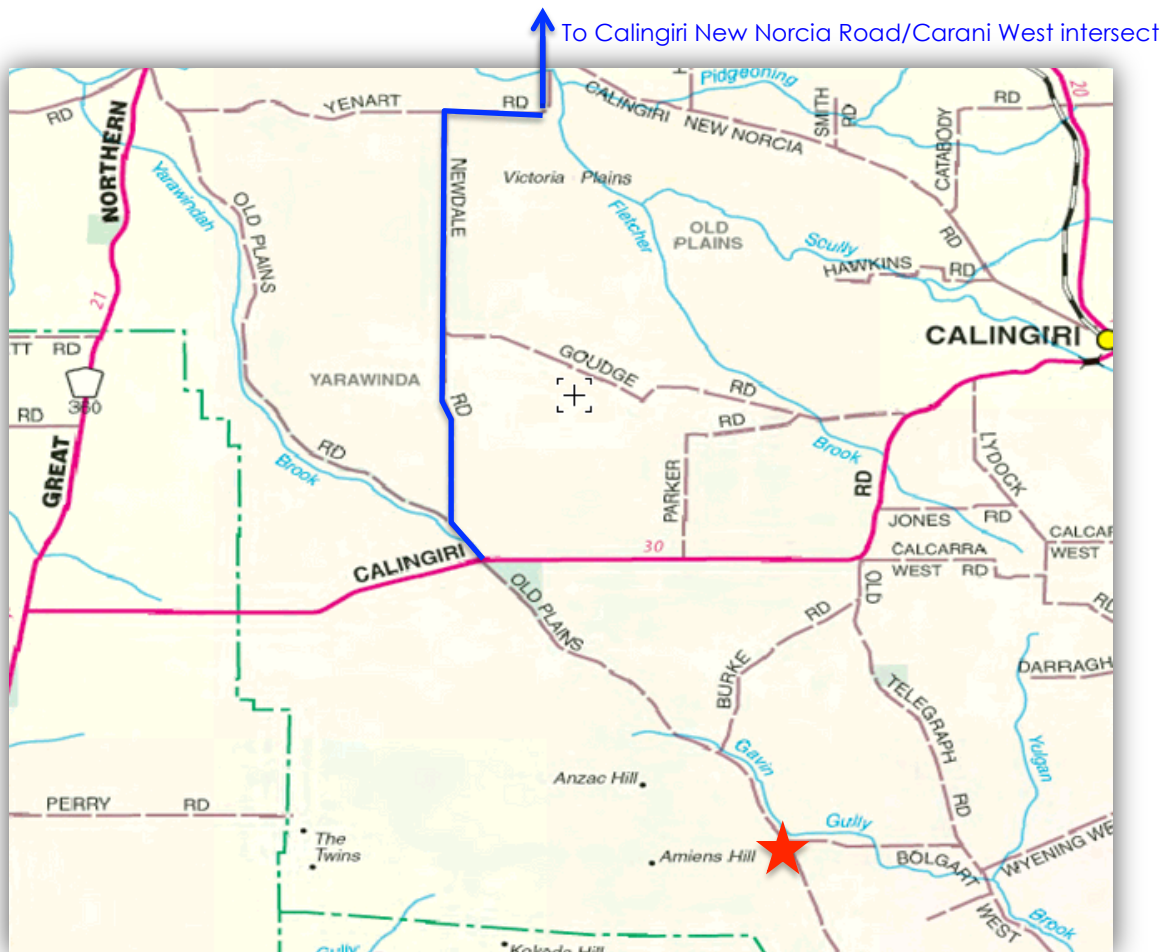 To Calingiri New Norcia Road/Carani West intersect
Pidgeoning
20
RD
YENART
RD
CALINGIRI NEW NORCIA
SMITH
RD
CATABODY
RD
RD
NORTHERN
Yarawindah
OLD PLAINS
NEWDALE
Victoria Plains
Fletcher
OLD
PLAINS
Scully
RD
HAWKINS RD
21
CALINGIRI
TT RD
GOUDGE
YARAWINDA
RD
360
RD
RD
RD
RD
Brook
Brook
GREAT
PARKER
RD
LYDOCK
JONES RD
CALCAR
WEST
30
CALINGIRI
CALCARRA
WEST RD
OLD PLAINS
OLD
RD
RD
BURKE
DARRAGH
TELEGRAPH
Gavin
Yulgan
Anzac Hill
PERRY RD
RD
Gully
The
Twins
Amiens Hill
BOLGART
WYENING WE
WEST
Brook
Gully
Kokoda Hill